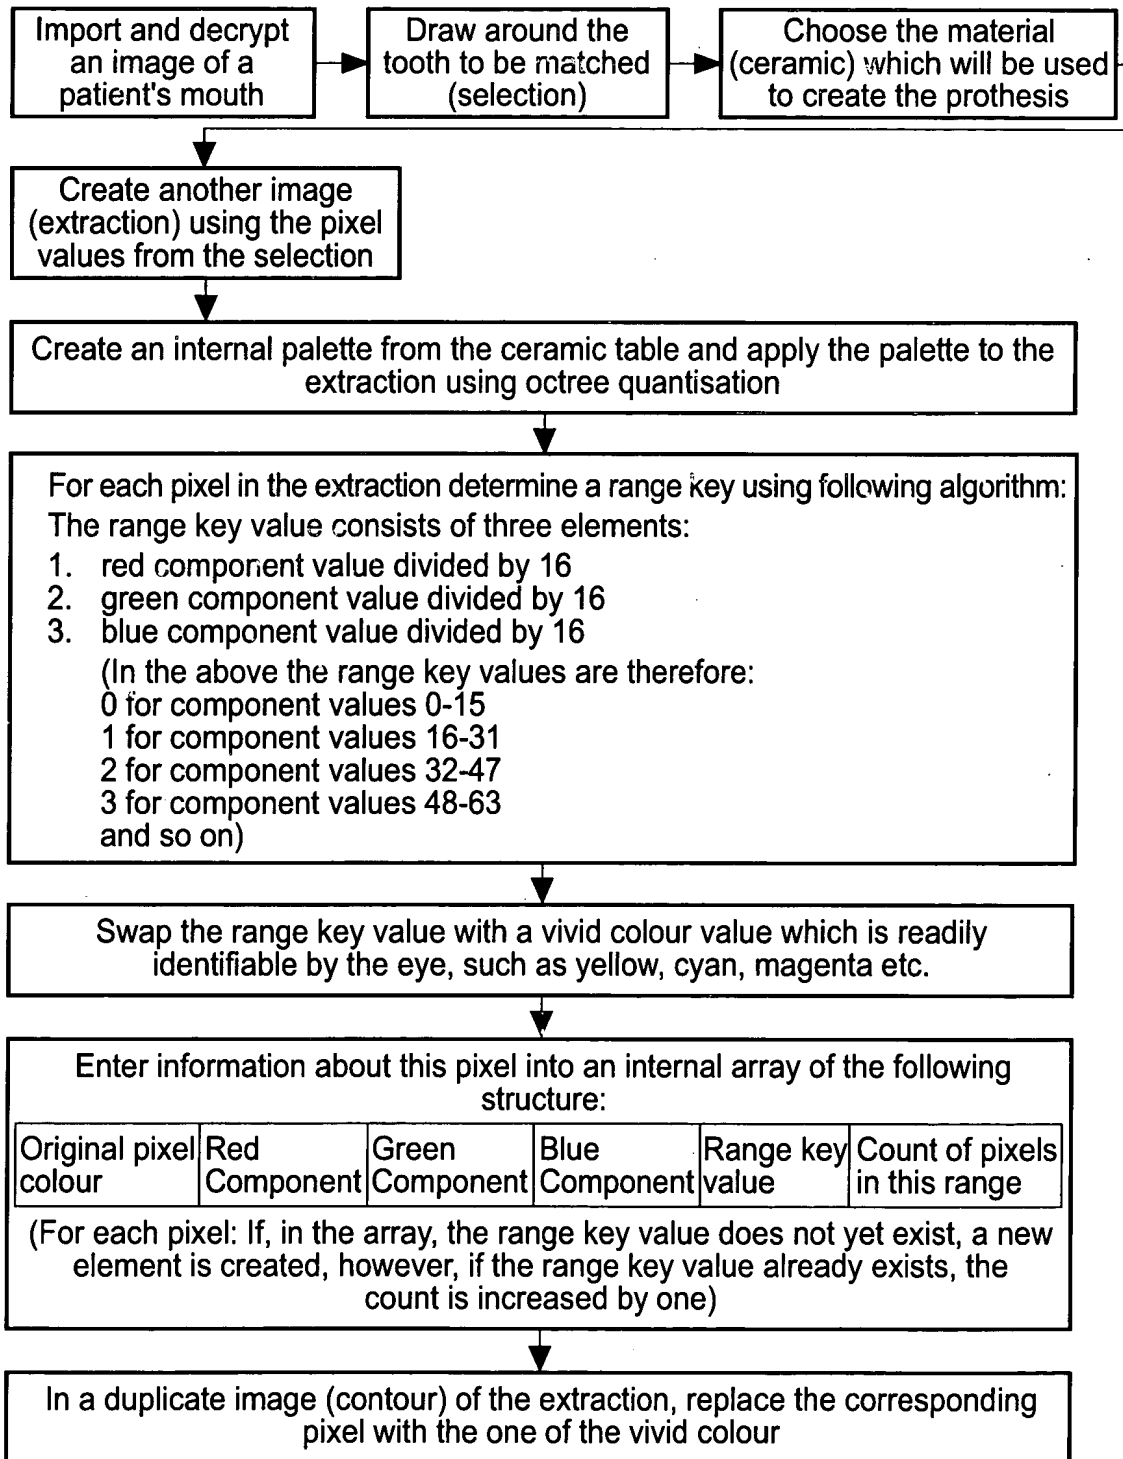 Import and decrypt
an image of a
patient's mouth
Draw around the
tooth to be matched
(selection)
Choose the material
(ceramic) which will be used
to create the prothesis
Create another image
(extraction) using the pixel
values from the selection
Create an internal palette from the ceramic table and apply the palette to the
extraction using octree quantisation
For each pixel in the extraction determine a range key using following algorithm:
The range key value consists of three elements:
1. red component value divided by 16
2. green component value divided by 16
3. blue component value divided by 16
(In the above the range key values are therefore:
0 for component values 0-15
1 for component values 16-31
2 for component values 32-47
3 for component values 48-63
and so on)
Swap the range key value with a vivid colour value which is readily
identifiable by the eye, such as yellow, cyan, magenta etc.
Enter information about this pixel into an internal array of the following
structure:
Original pixel
colour
Red
Component
Green
Component
Blue
Component
Range key
value
Count of pixels
in this range
(For each pixel: If, in the array, the range key value does not yet exist, a new
element is created, however, if the range key value already exists, the
count is increased by one)
In a duplicate image (contour) of the extraction, replace the corresponding
pixel with the one of the vivid colour